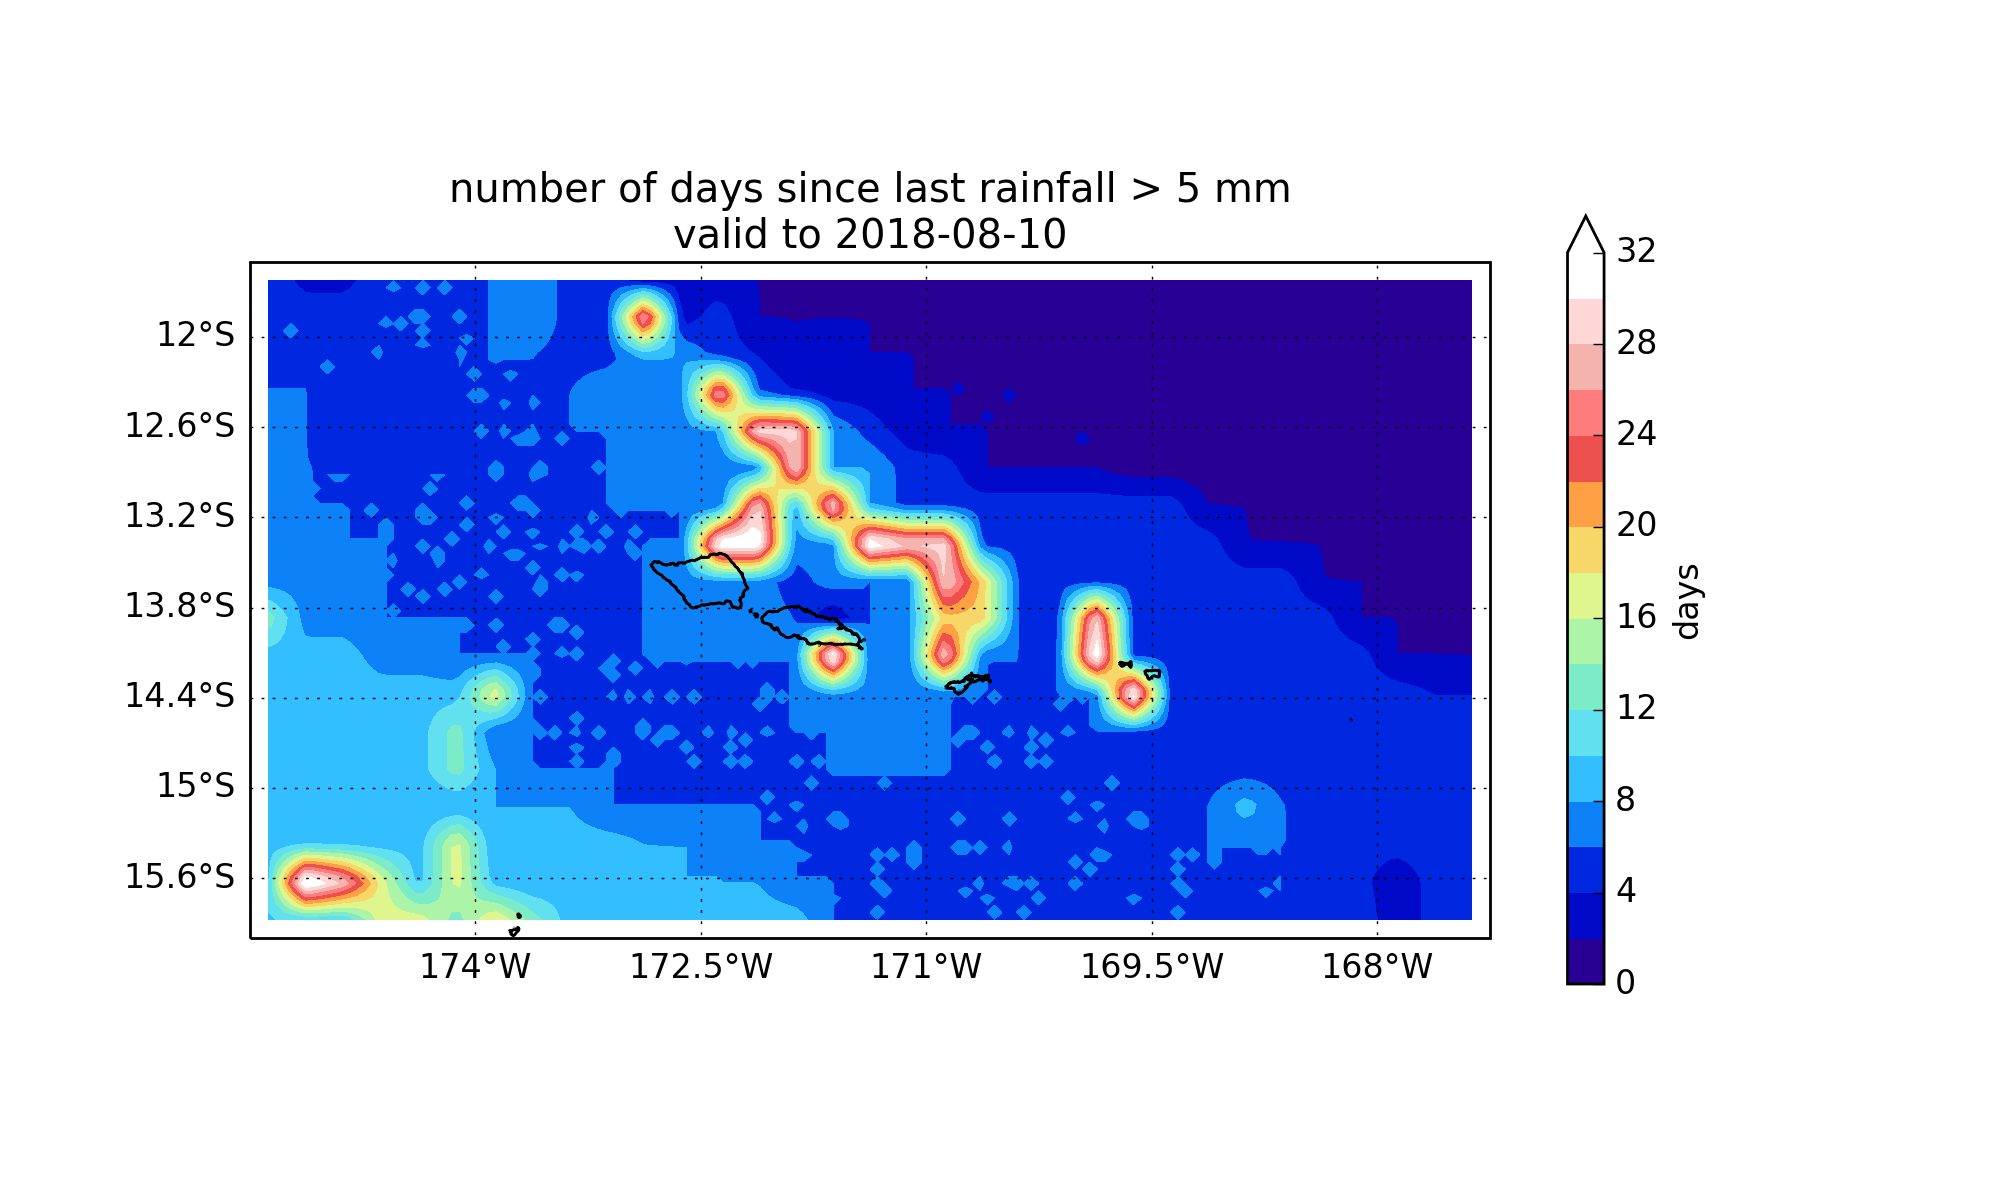 number of days since last rainfall > 5 mm
valid to 2018-08-10
12°S
12.6°S
13.2°S
13.8°S
14.4°S
15°S
15.6°S
174°W
172.5°W
171°W
169.5°W
168°W
32
28
24
20
16
12
8
4
0
days